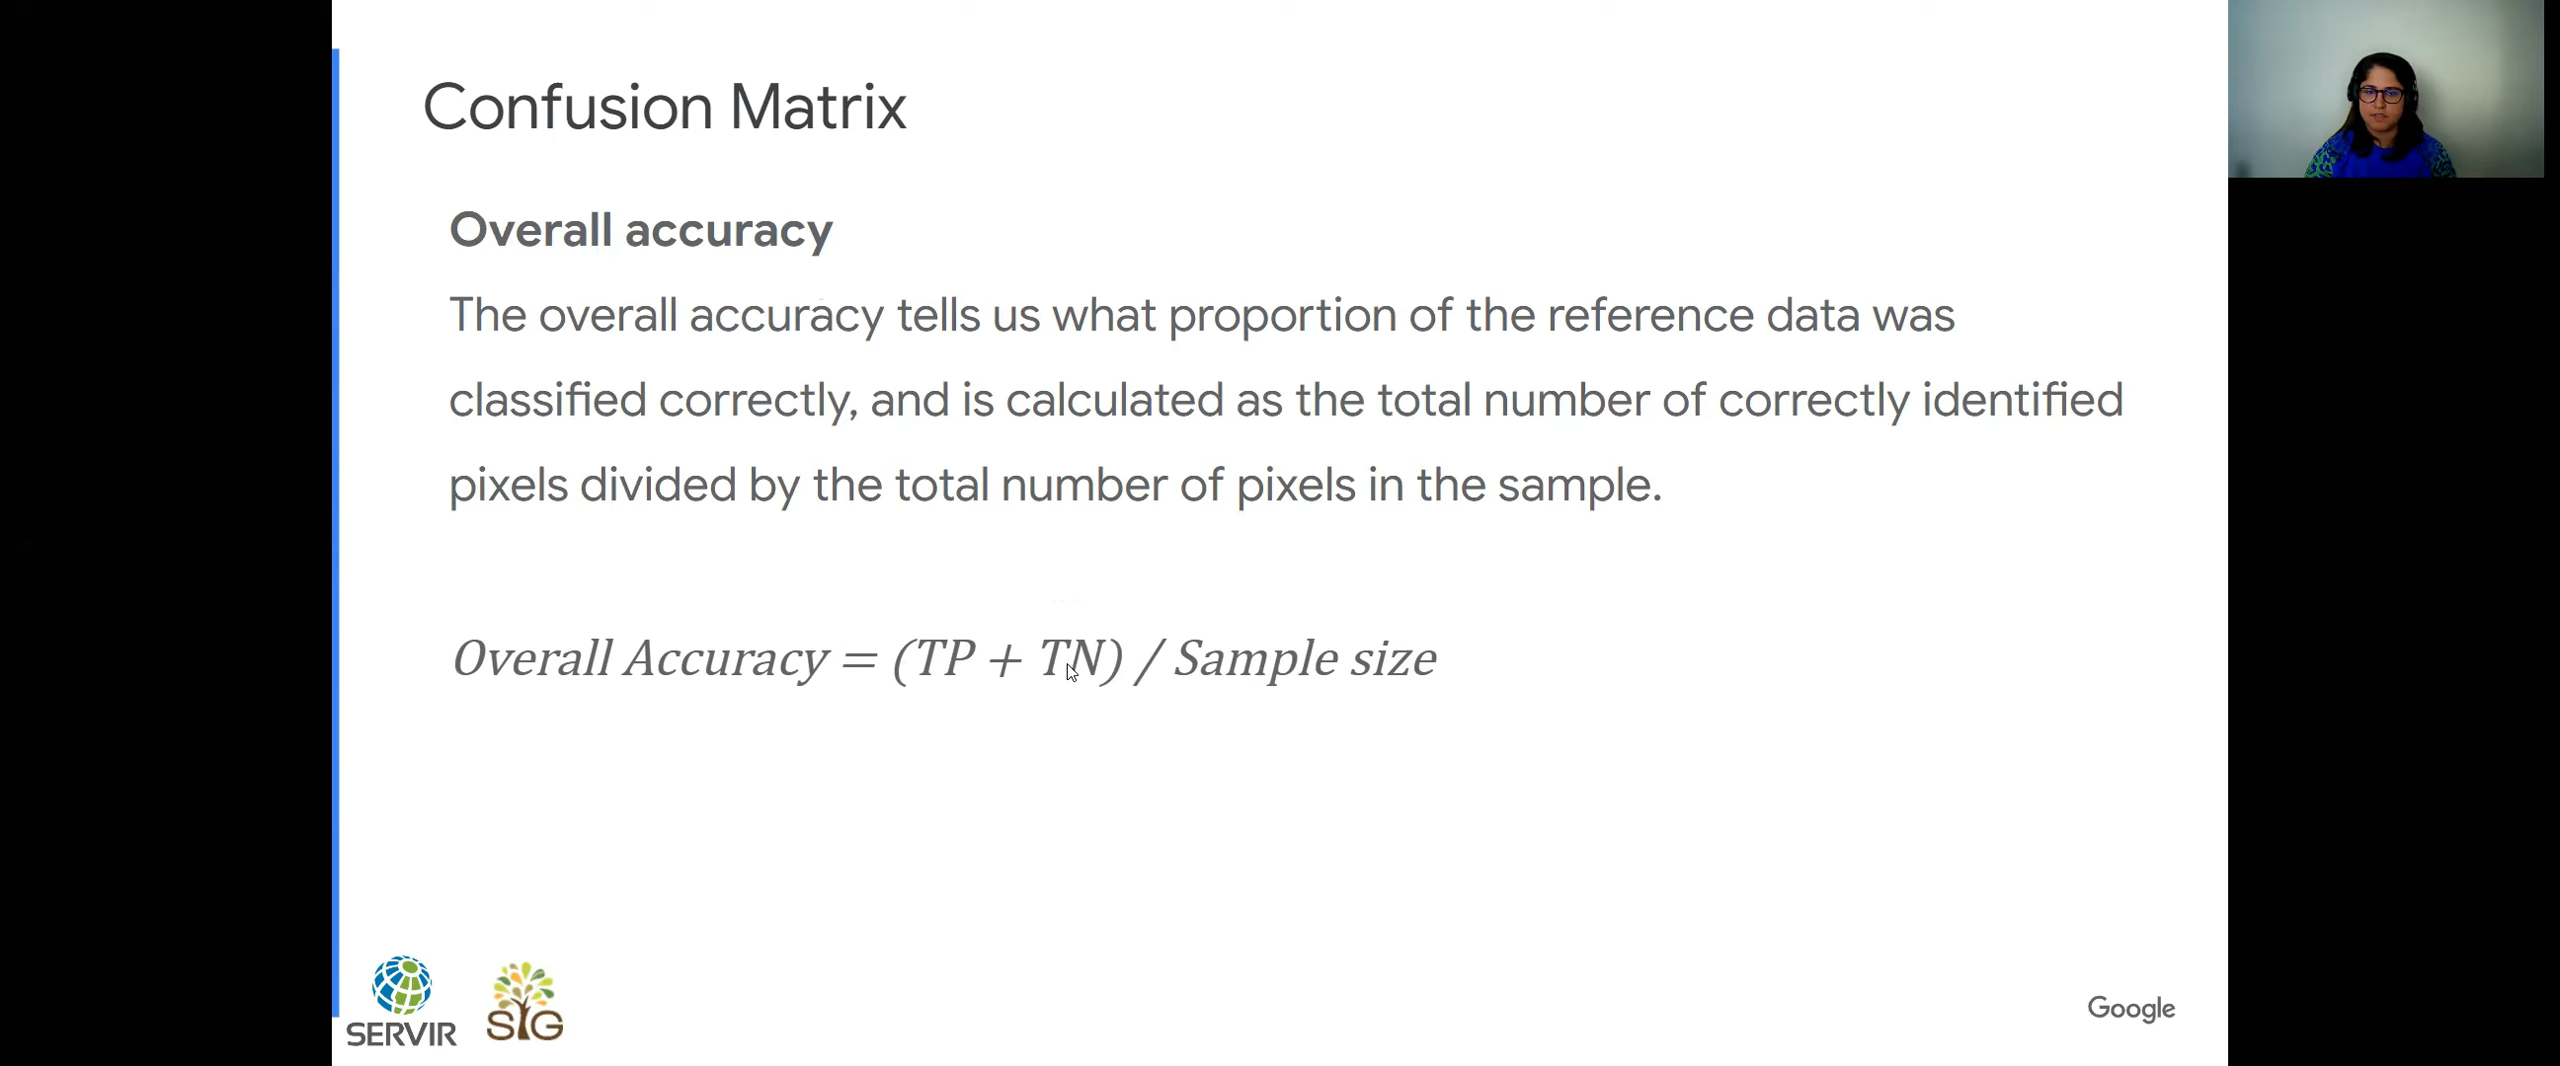 Confusion Matrix
Overall accuracy
The overall accuracy tells us what proportion of the reference data was
classified correctly, and is calculated as the total number of correctly identified
pixels divided by the total number of pixels in the sample.
Overall Accuracy = (TP + TN) / Sample size
SERVIR
SIG
Google